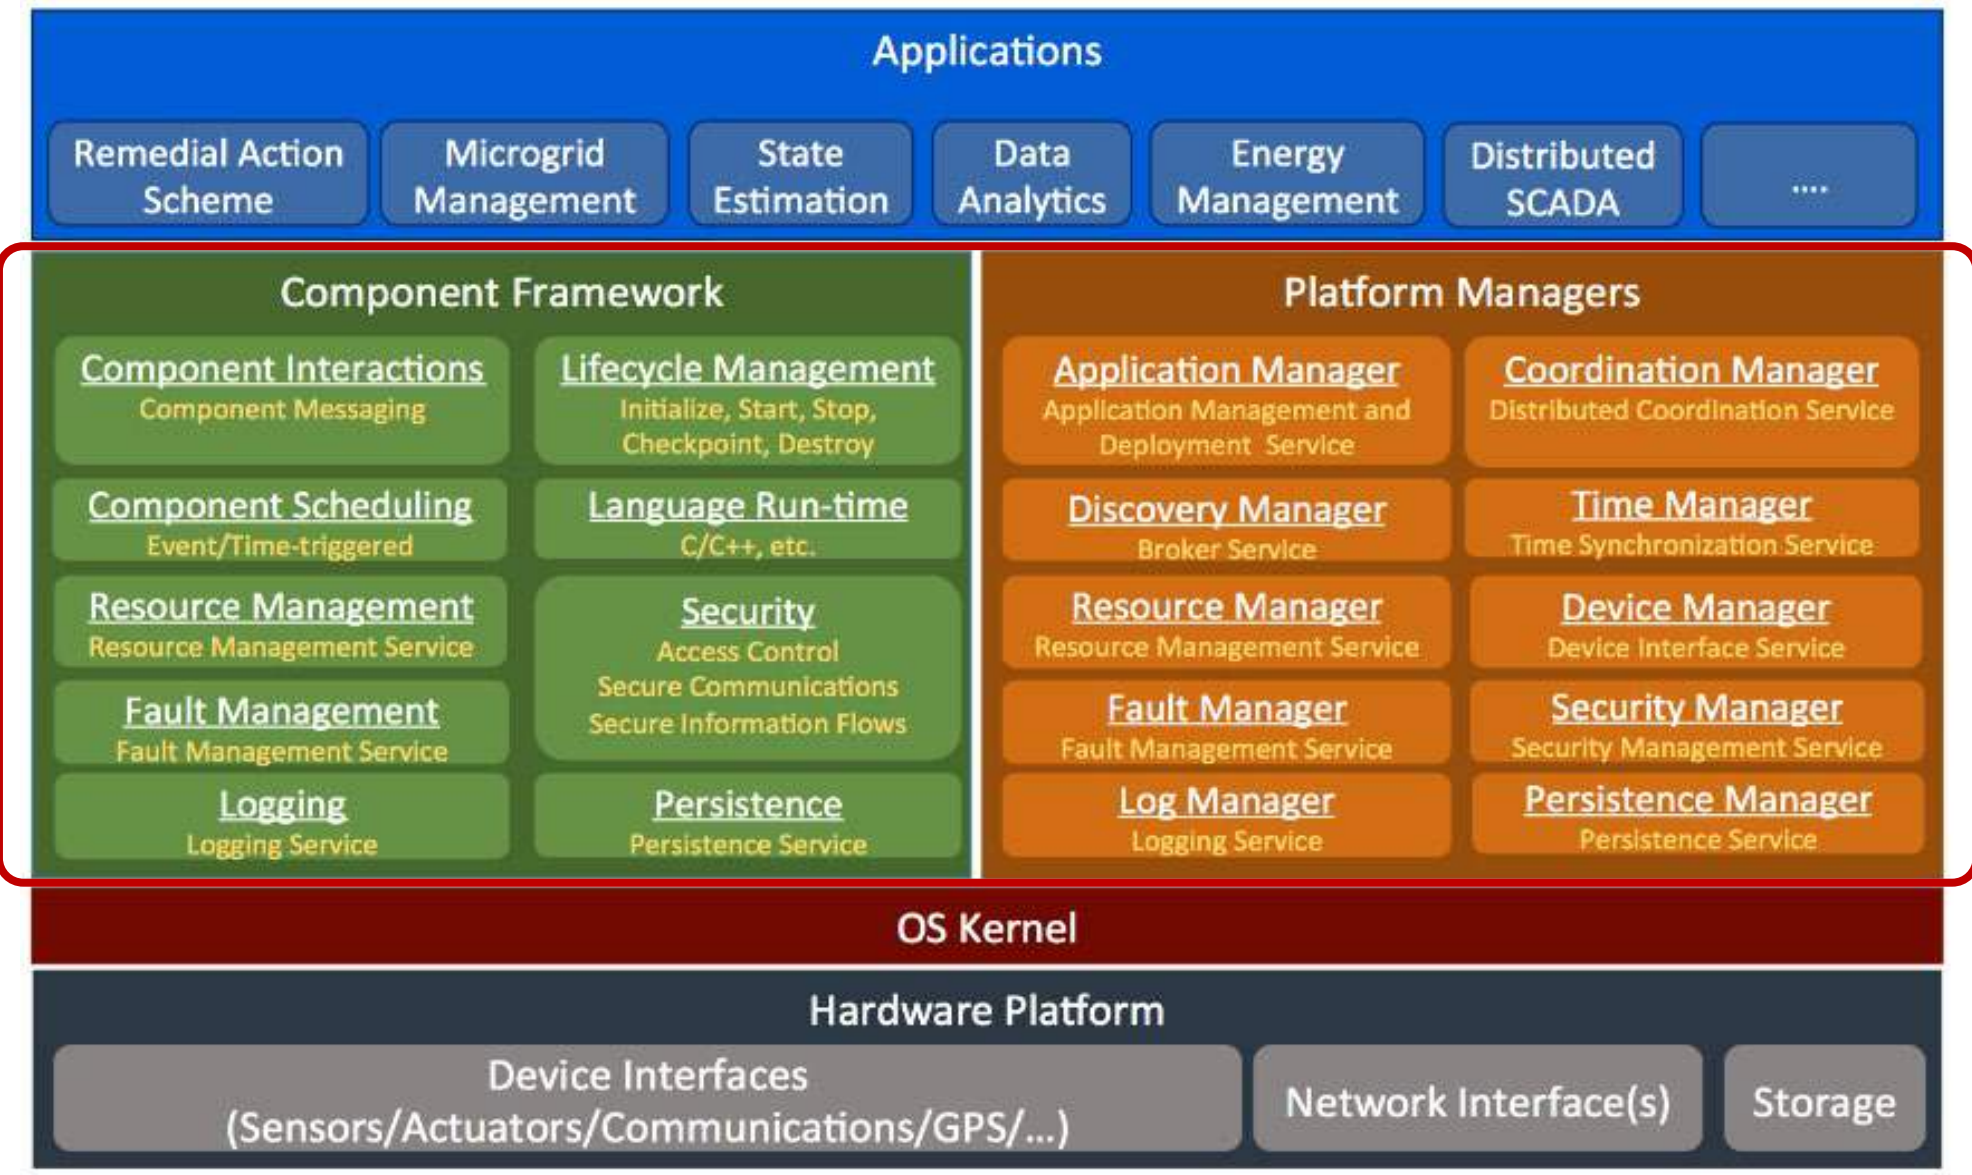 Applications
Remedial Action
Scheme
Microgrid
Management
State
Estimation
Data
Analytics
Energy
Management
Distributed
SCADA
....
Component Framework
Component Interactions
Component Messaging
Lifecycle Management
Initialize, Start, Stop,
Checkpoint, Destroy
Component Scheduling
Event/Time-triggered
Language Run-time
C/C++, etc.
Resource Management
Resource Management Service
Security
Access Control
Secure Communications
Secure Information Flows
Fault Management
Fault Management Service
Logging
Logging Service
Persistence
Persistence Service
Platform Managers
Application Manager
Application Management and
Deployment Service
Coordination Manager
Distributed Coordination Service
Discovery Manager
Broker Service
Time Manager
Time Synchronization Service
Resource Manager
Resource Management Service
Device Manager
Device Interface Service
Fault Manager
Fault Management Service
Security Manager
Security Management Service
Log Manager
Logging Service
Persistence Manager
Persistence Service
OS Kernel
Hardware Platform
Device Interfaces
(Sensors/Actuators/Communications/GPS/...)
Network Interface(s)
Storage